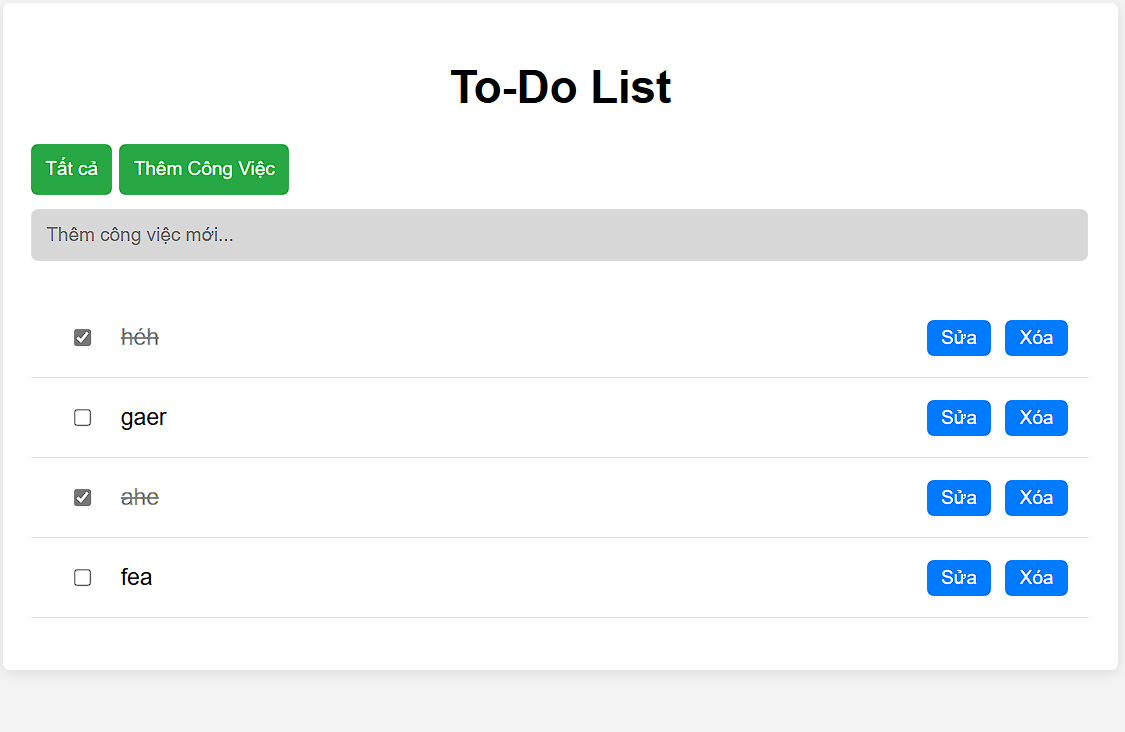 To-Do List
Tất cả Thêm Công Việc
Thêm công việc mới...
héh Sửa Xóa
gaer Sửa Xóa
ahe Sửa Xóa
fea Sửa Xóa